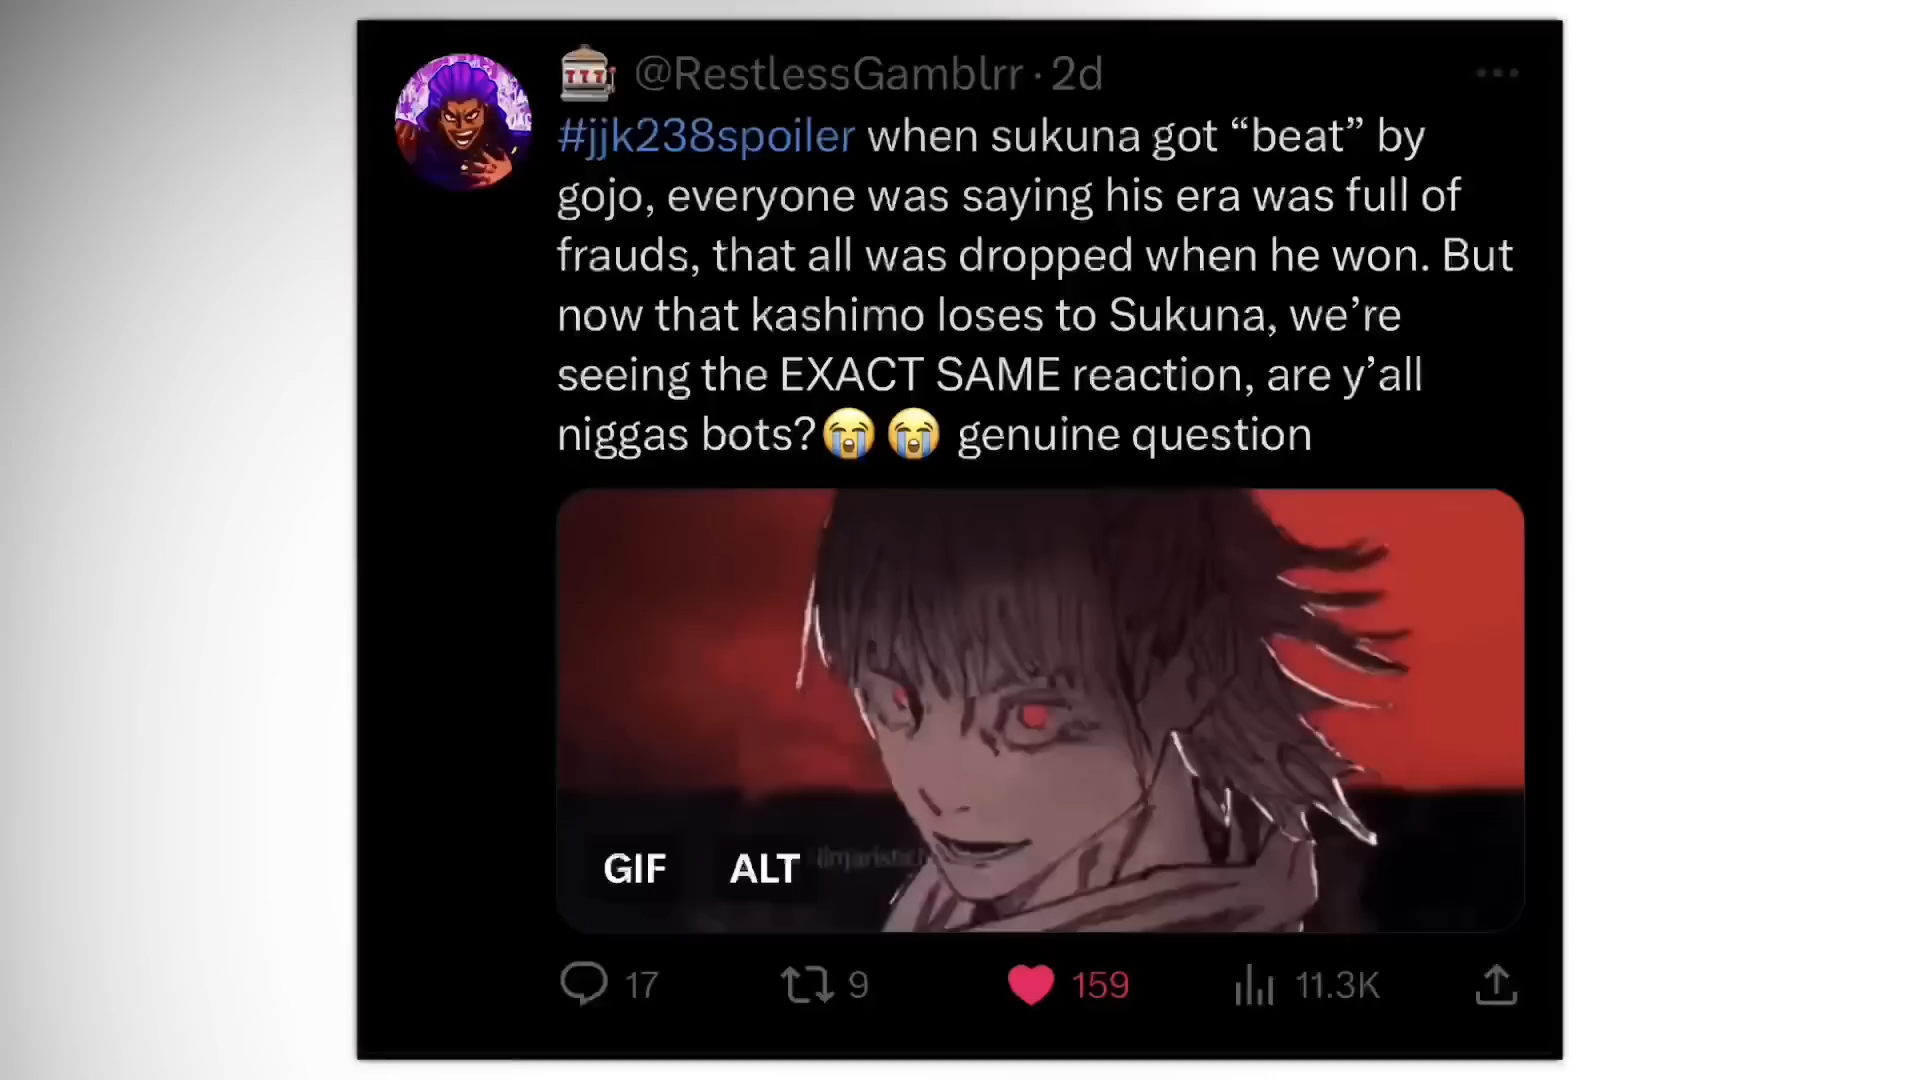 777 @RestlessGamblrr · 2d
#jjk238spoiler when sukuna got “beat” by
gojo, everyone was saying his era was full of
frauds, that all was dropped when he won. But
now that kashimo loses to Sukuna, we’re
seeing the EXACT SAME reaction, are y’all
niggas bots?😭😭 genuine question
GIF ALT
17 9 159 11.3K